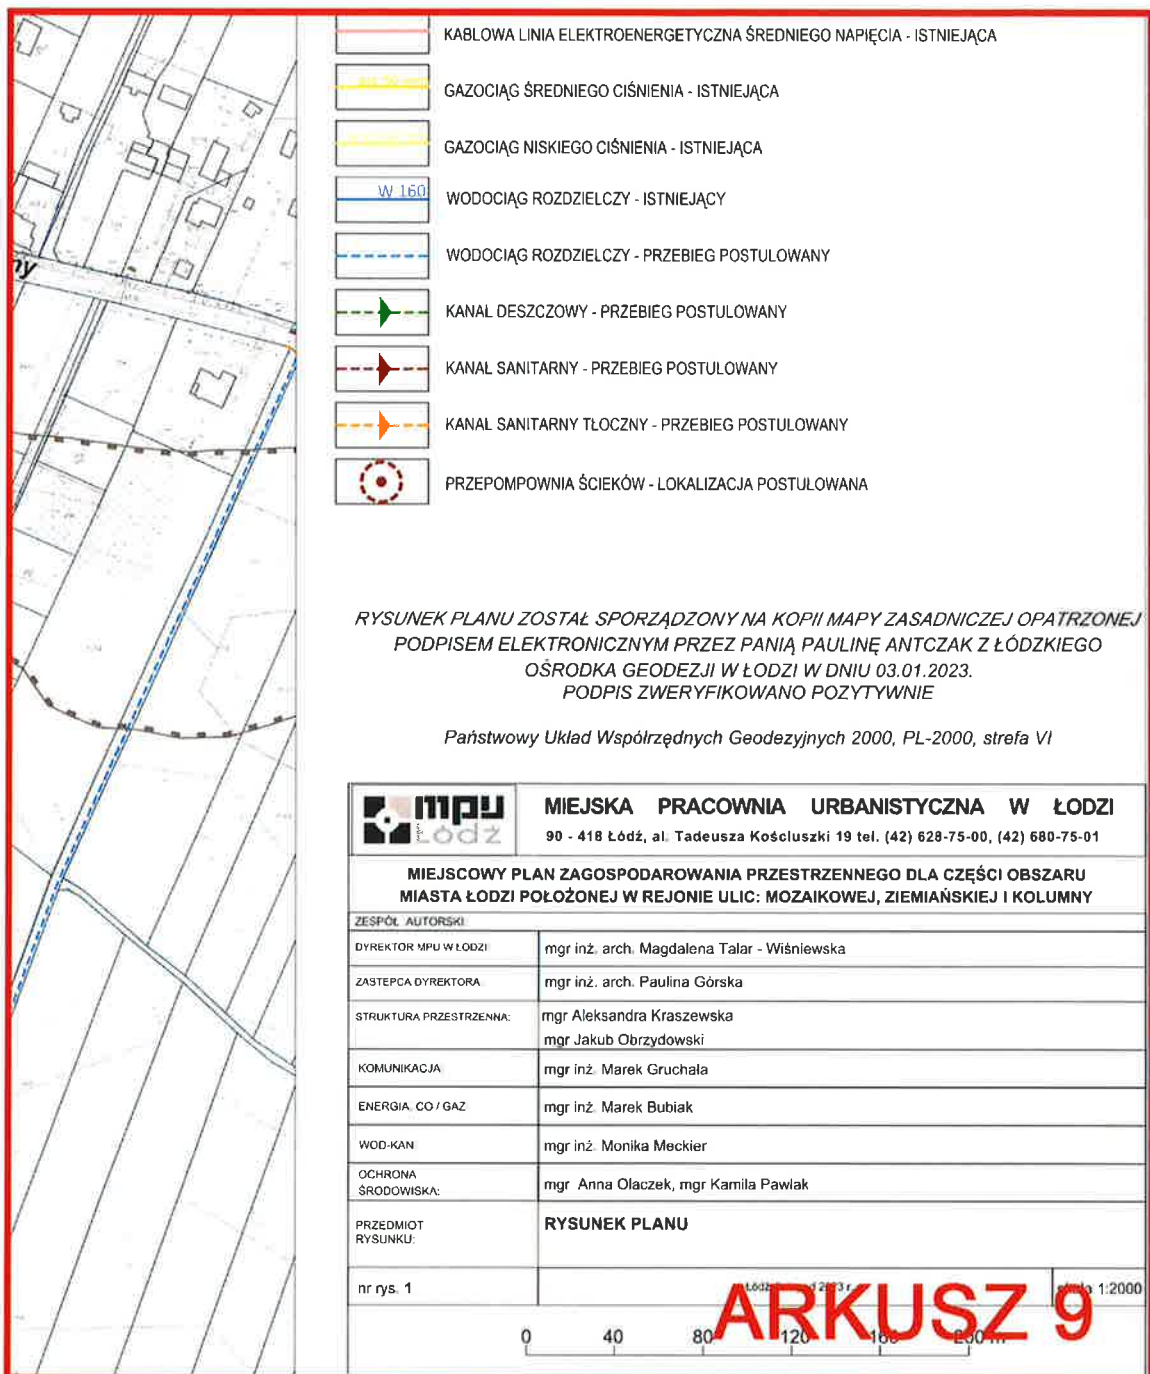 KABLOWA LINIA ELEKTROENERGETYCZNA ŚREDNIEGO NAPIĘCIA - ISTNIEJĄCA
GAZOCIĄG ŚREDNIEGO CIŚNIENIA - ISTNIEJĄCA
GAZOCIĄG NISKIEGO CIŚNIENIA - ISTNIEJĄCA
W 160
WODOCIĄG ROZDZIELCZY - ISTNIEJĄCY
WODOCIĄG ROZDZIELCZY - PRZEBIEG POSTULOWANY
KANAŁ DESZCZOWY - PRZEBIEG POSTULOWANY
KANAŁ SANITARNY - PRZEBIEG POSTULOWANY
KANAŁ SANITARNY TŁOCZNY - PRZEBIEG POSTULOWANY
PRZEPOMPOWNIA ŚCIEKÓW - LOKALIZACJA POSTULOWANA
ny
RYSUNEK PLANU ZOSTAŁ SPORZĄDZONY NA KOPII MAPY ZASADNICZEJ OPATRZONEJ
PODPISEM ELEKTRONICZNYM PRZEZ PANIĄ PAULINĘ ANTCZAK Z ŁÓDZKIEGO
OŚRODKA GEODEZJI W ŁODZI W DNIU 03.01.2023.
PODPIS ZWERYFIKOWANO POZYTYWNIE
Państwowy Układ Współrzędnych Geodezyjnych 2000, PL-2000, strefa VI
mpu
Łódź
MIEJSKA PRACOWNIA URBANISTYCZNA W ŁODZI
90 - 418 Łódź, al. Tadeusza Kościuszki 19 tel. (42) 628-75-00, (42) 680-75-01
MIEJSCOWY PLAN ZAGOSPODAROWANIA PRZESTRZENNEGO DLA CZĘŚCI OBSZARU
MIASTA ŁODZI POŁOŻONEJ W REJONIE ULIC: MOZAIKOWEJ, ZIEMIAŃSKIEJ I KOLUMNY
ZESPÓŁ AUTORSKI:
DYREKTOR MPU W ŁODZI: mgr inż. arch. Magdalena Talar - Wiśniewska
ZASTĘPCA DYREKTORA: mgr inż. arch. Paulina Górska
STRUKTURA PRZESTRZENNA: mgr Aleksandra Kraszewska
mgr Jakub Obrzydowski
KOMUNIKACJA: mgr inż. Marek Gruchała
ENERGIA, CO / GAZ mgr inż. Marek Bubiak
WOD-KAN: mgr inż. Monika Meckier
OCHRONA
ŚRODOWISKA: mgr Anna Olaczek, mgr Kamila Pawlak
PRZEDMIOT
RYSUNKU: RYSUNEK PLANU
nr rys. 1
1:2000
ARKUSZ 9
0 40 80 120 160 200 m